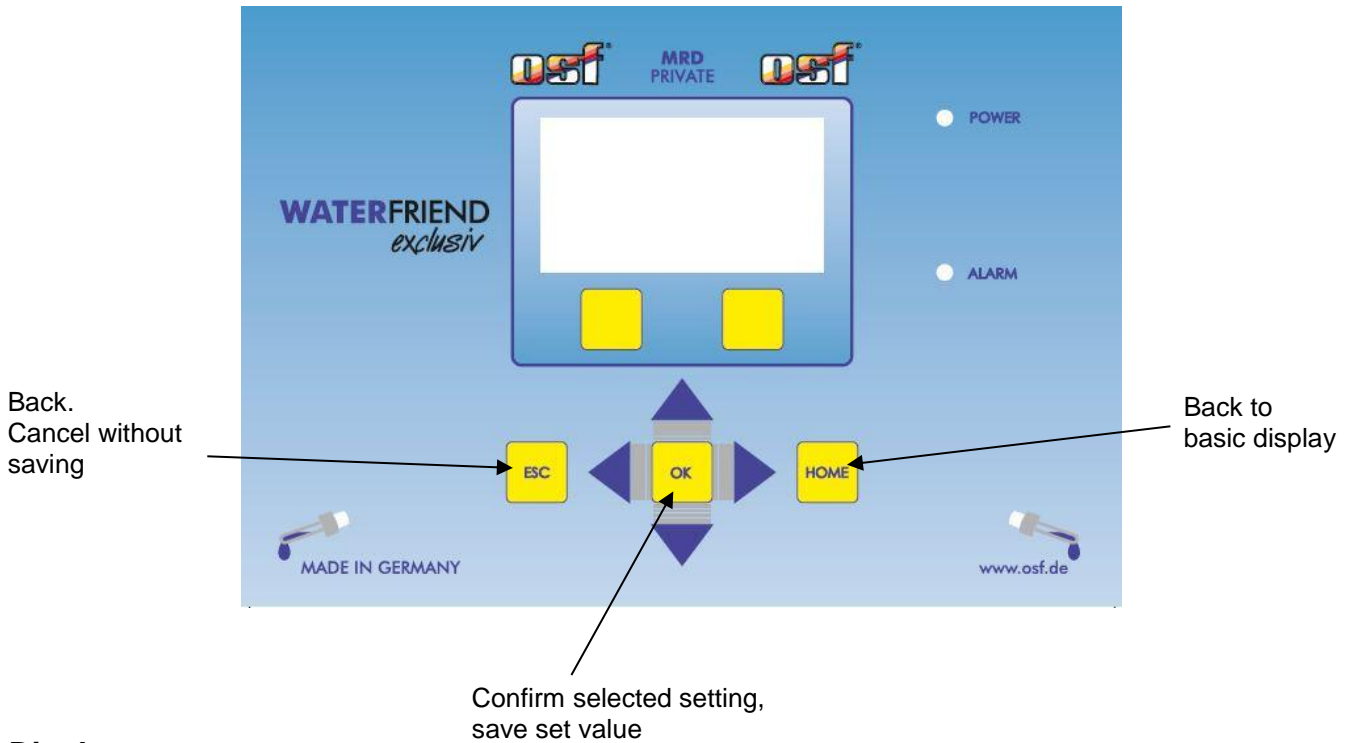 osf® MRD osf®
PRIVATE
POWER
WATERFRIEND
exclusiv
ALARM
Back.
Cancel without
saving
Back to
basic display
ESC OK HOME
MADE IN GERMANY
www.osf.de
Confirm selected setting,
save set value